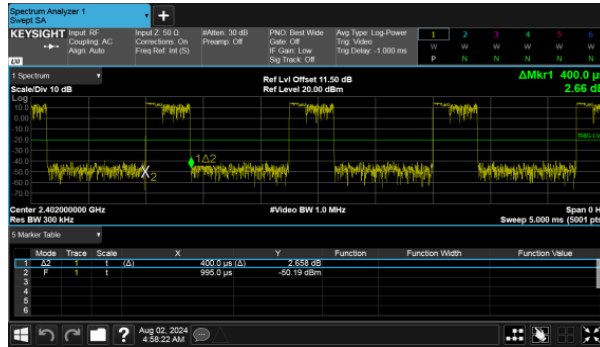 Spectrum Analyzer 1
Swept SA
KEYSIGHT Input: RF
Coupling: AC
Align: Auto
Input Z: 50 Ω
Corrections: On
Freq Ref: Int (S)
#Atten: 30 dB
Preamp: Off
PNO: Best Wide
Gate: Off
IF Gain: Low
Sig Track: Off
Avg Type: Log-Power
Trig: Video
Trig Delay: -1.000 ms
1 2 3 4 5 6
W W W W W W
P N N N N N
LVI
1 Spectrum
Scale/Div 10 dB
Ref Lvl Offset 11.50 dB
Ref Level 20.00 dBm
ΔMkr1 400.0 µs
2.66 dB
Log
10.0
0.00
-10.0
-20.0
-30.0
-40.0
-50.0
-60.0
-70.0
TRIG LVL
X2
1Δ2
Center 2.402000000 GHz
Res BW 300 kHz
#Video BW 1.0 MHz
Span 0 H
Sweep 5.000 ms (5001 pts
5 Marker Table
Mode Trace Scale X Y Function Function Width Function Value
1 Δ2 1 t (Δ) 400.0 µs (Δ) 2.658 dB
2 F 1 t 995.0 µs -50.19 dBm
3
4
5
6
? Aug 02, 2024
4:58:22 AM